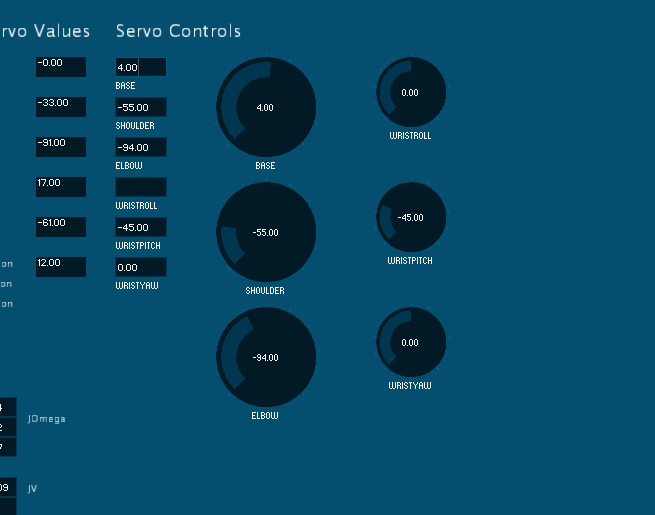 rvo Values
Servo Controls
-0.00
-33.00
-91.00
17.00
-61.00
12.00
4.00
BASE
-55.00
SHOULDER
-94.00
ELBOW
WRISTROLL
-45.00
WRISTPITCH
0.00
WRISTYAW
4.00
BASE
0.00
WRISTROLL
-55.00
SHOULDER
-45.00
WRISTPITCH
-94.00
ELBOW
0.00
WRISTYAW
on
on
on
2
JOmega
09
JV